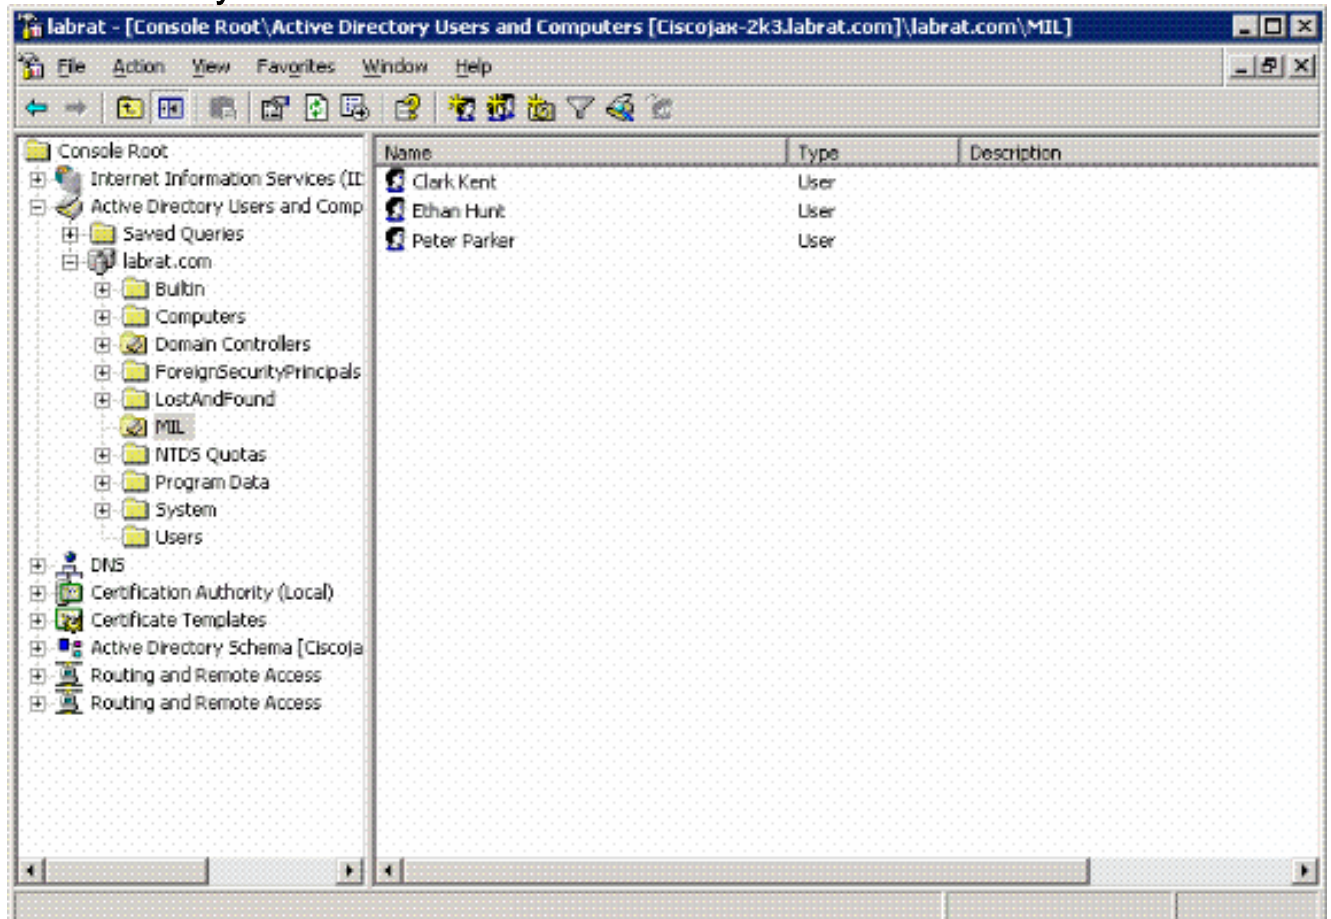 labrat - [Console Root\Active Directory Users and Computers [Ciscojax-2k3.labrat.com]\labrat.com\MIL]
File Action View Favorites Window Help
Console Root
Internet Information Services (II
Active Directory Users and Comp
Saved Queries
labrat.com
Builtin
Computers
Domain Controllers
ForeignSecurityPrincipals
LostAndFound
MIL
NTDS Quotas
Program Data
System
Users
DNS
Certification Authority (Local)
Certificate Templates
Active Directory Schema [Ciscoja
Routing and Remote Access
Routing and Remote Access
Name Type Description
Clark Kent User
Ethan Hunt User
Peter Parker User